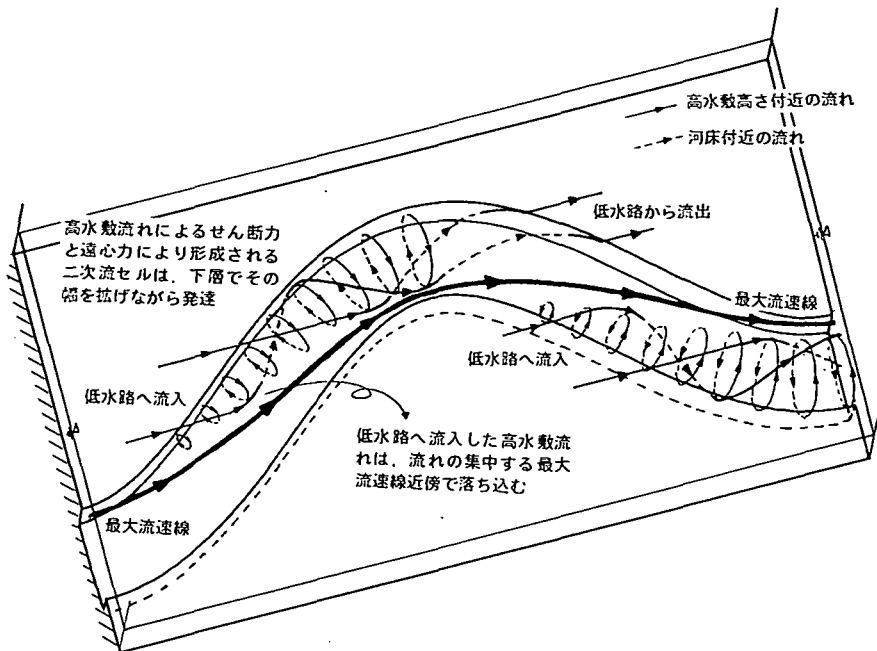 高水敷高さ付近の流れ
河床付近の流れ
高水敷流れによるせん断力
と遠心力により形成される
二次流セルは，下層でその
幅を拡げながら発達
低水路から流出
最大流速線
低水路へ流入
低水路へ流入
低水路へ流入した高水敷流
れは，流れの集中する最大
流速線近傍で落ち込む
最大流速線